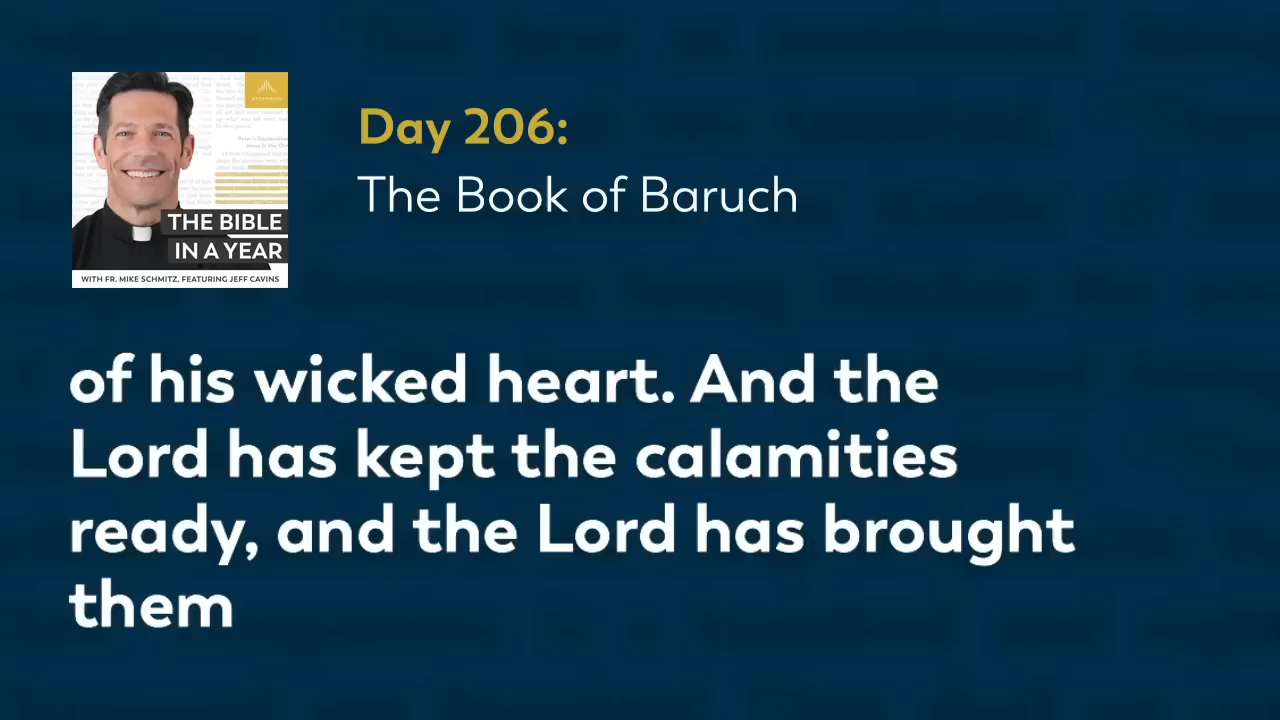 Day 206:
The Book of Baruch
THE BIBLE
IN A YEAR
WITH FR. MIKE SCHMITZ, FEATURING JEFF CAVINS
of his wicked heart. And the
Lord has kept the calamities
ready, and the Lord has brought
them